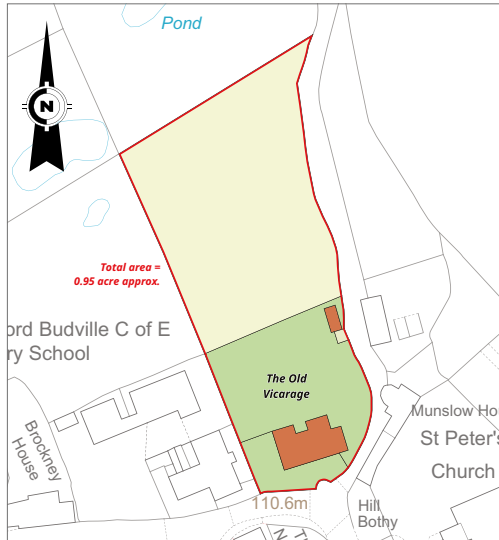 Pond
N
Total area =
0.95 acre approx.
ord Budville C of E
ry School
The Old
Vicarage
Brockney
House
Munslow Ho
St Peter's
Church
110.6m
Hill
Bothy
T
N